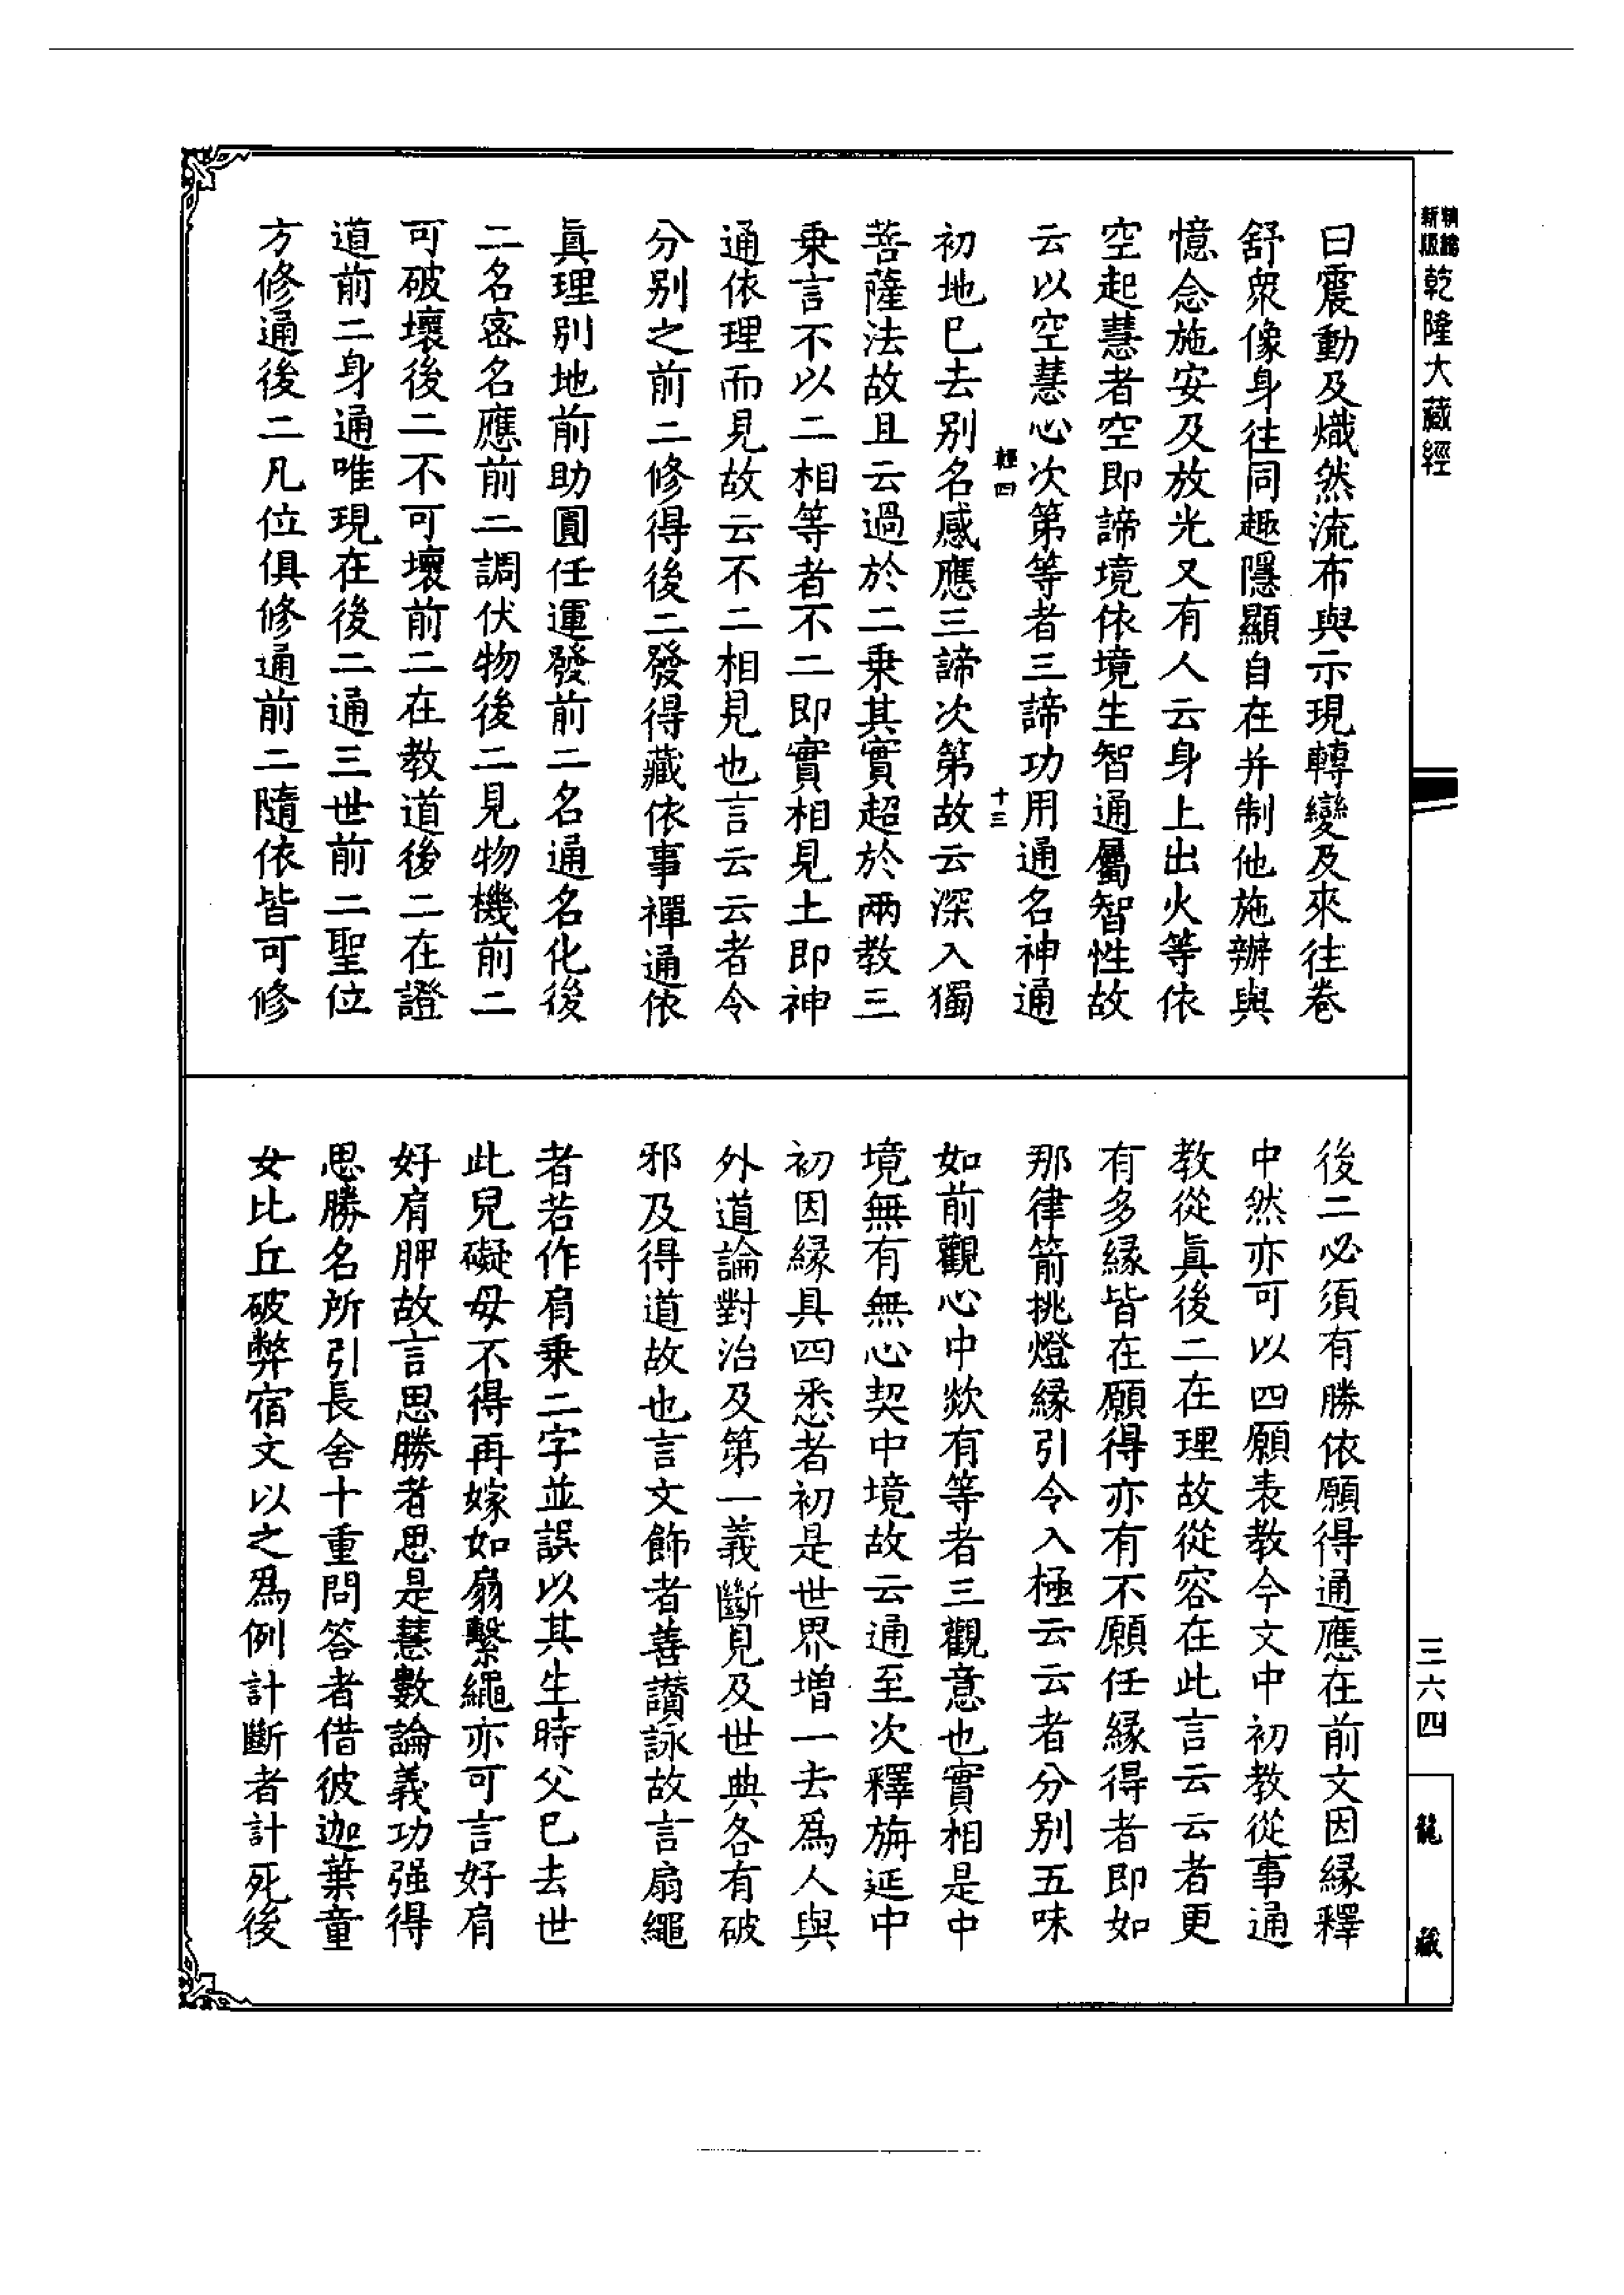 新版
精縮
乾隆大藏經
曰震動及熾然流布與示現轉變及來往卷
舒衆像身往同趣隱顯自在并制他施辦與
憶念施安及放光又有人云身上出火等依
空起慧者空即諦境依境生智通屬智性故
云以空慧心次第等者三諦功用通名神通
輕四
十三
初地已去别名感應三諦次第故云深入獨
菩薩法故且云過於二乗其實超於兩教三
乗言不以二相等者不二即實相見土即神
通依理而見故云不二相見也言云云者令
分别之前二修得後二發得藏依事禪通依
眞理别地前助圓任運發前二名通名化後
二名宻名應前二調伏物後二見物機前二
可破壞後二不可壞前二在教道後二在證
道前二身通唯現在後二通三世前二聖位
方修通後二凡位俱修通前二隨依皆可修
後二必須有勝依願得通應在前文因緣釋
中然亦可以四願表教今文中初教從事通
教從眞後二在理故從容在此言云云者更
有多緣皆在願得亦有不願任緣得者即如
那律箭挑燈緣引令入極云云者分别五味
如前觀心中欻有等者三觀意也實相是中
境無有無心契中境故云通至次釋旃延中
初因緣具四悉者初是世界増一去爲人與
外道論對治及第一義斷見及世典各有破
邪及得道故也言文飾者善讃詠故言扇繩
者若作肩乗二字並誤以其生時父已去世
此兒礙母不得再嫁如扇繫繩亦可言好肩
好肩胛故言思勝者思是慧數論義功强得
思勝名所引長舍十重問答者借彼迦葉童
女比丘破弊宿文以之爲例計斷者計死後
三六四
龍藏